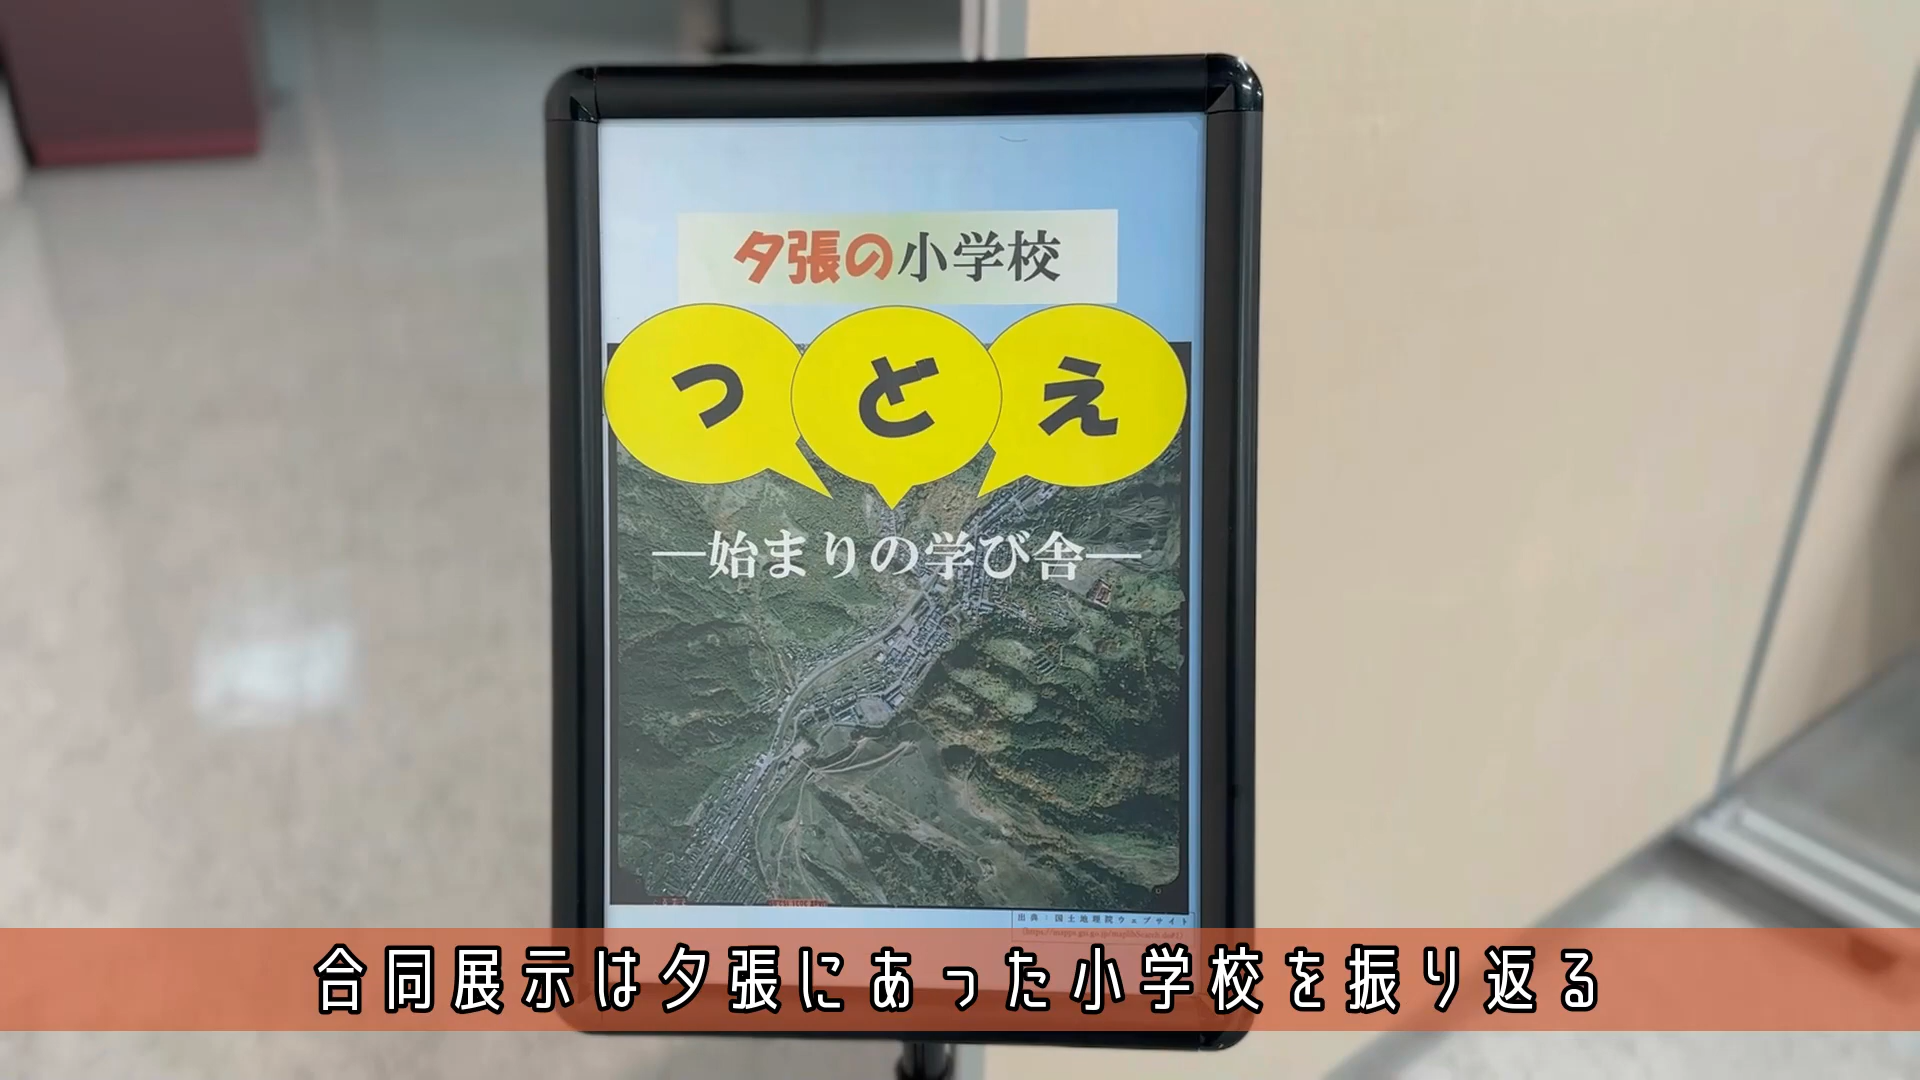 夕張の小学校
つどえ
―始まりの学び舎―
出典：国土地理院ウェブサイト
合同展示は夕張にあった小学校を振り返る